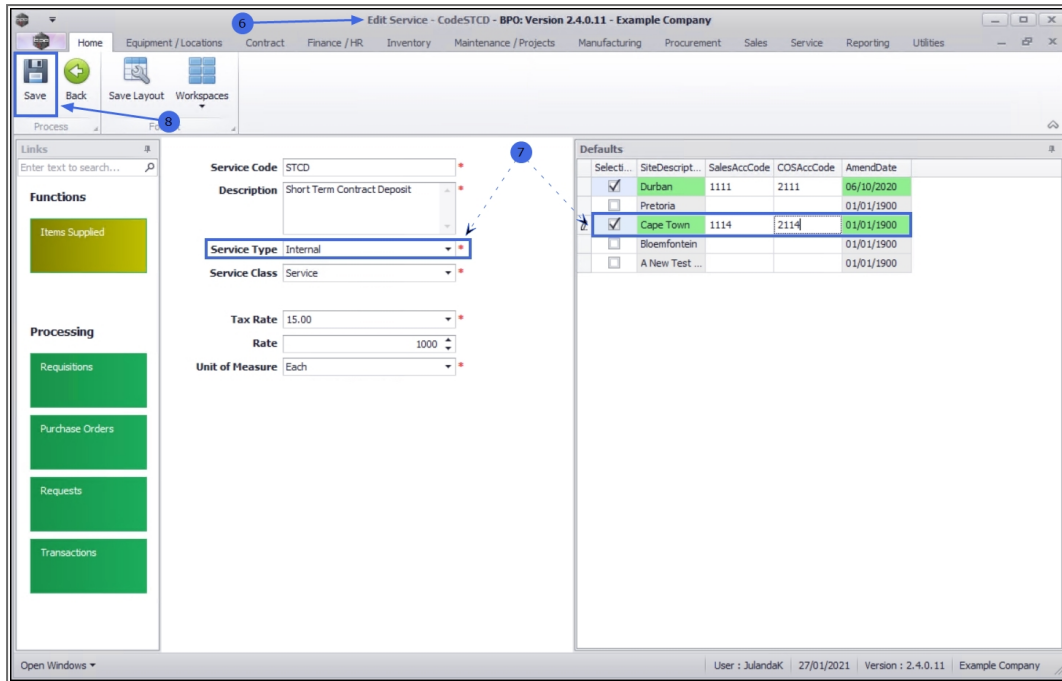 6
Edit Service - CodeSTCD - BPO: Version 2.4.0.11 - Example Company
Home Equipment / Locations Contract Finance / HR Inventory Maintenance / Projects Manufacturing Procurement Sales Service Reporting Utilities
Save Back Save Layout Workspaces
8
Process
Links
Enter text to search...
Functions
Items Supplied
Processing
Requisitions
Purchase Orders
Requests
Transactions
7
Service Code STCD *
Description Short Term Contract Deposit *
Service Type Internal *
Service Class Service *
Tax Rate 15.00 *
Rate 1000
Unit of Measure Each *
Defaults
Selecti... SiteDescript... SalesAccCode COSAccCode AmendDate
Durban 1111 2111 06/10/2020
Pretoria 01/01/1900
Cape Town 1114 2114 01/01/1900
Bloemfontein 01/01/1900
A New Test ... 01/01/1900
Open Windows User : JulandaK 27/01/2021 Version : 2.4.0.11 Example Company